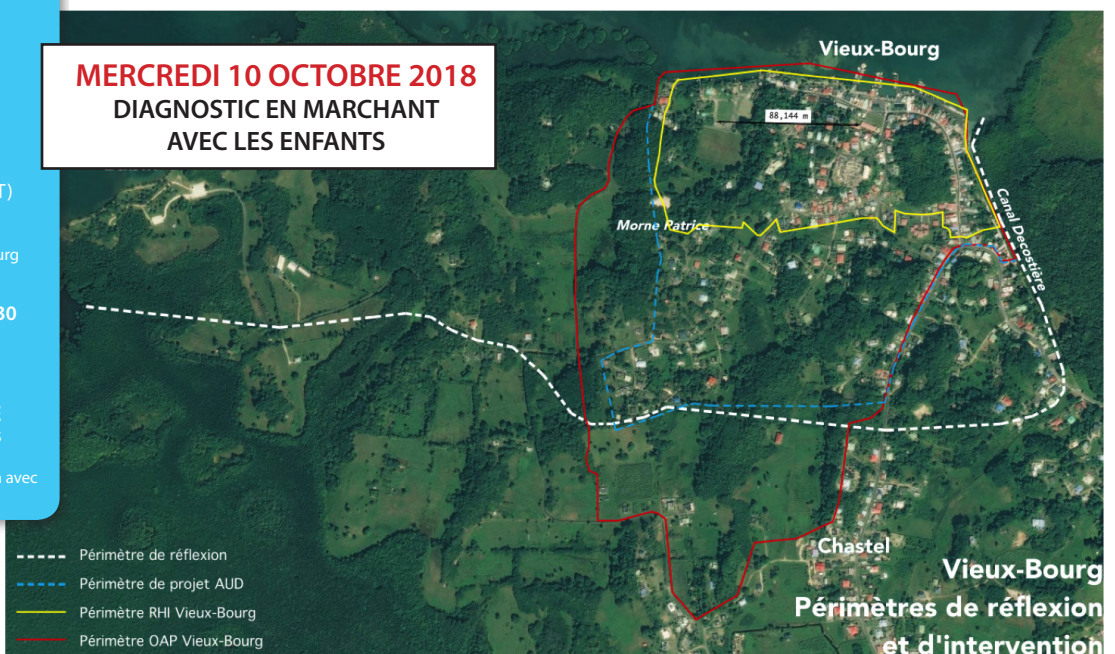 MERCREDI 10 OCTOBRE 2018
DIAGNOSTIC EN MARCHANT
AVEC LES ENFANTS
T)
urg
30
avec
Vieux-Bourg
88,144 m
Morne Patrice
Canal Decostière
Chastel
Périmètre de réflexion
Périmètre de projet AUD
Périmètre RHI Vieux-Bourg
Périmètre OAP Vieux-Bourg
Vieux-Bourg
Périmètres de réflexion
et d'intervention